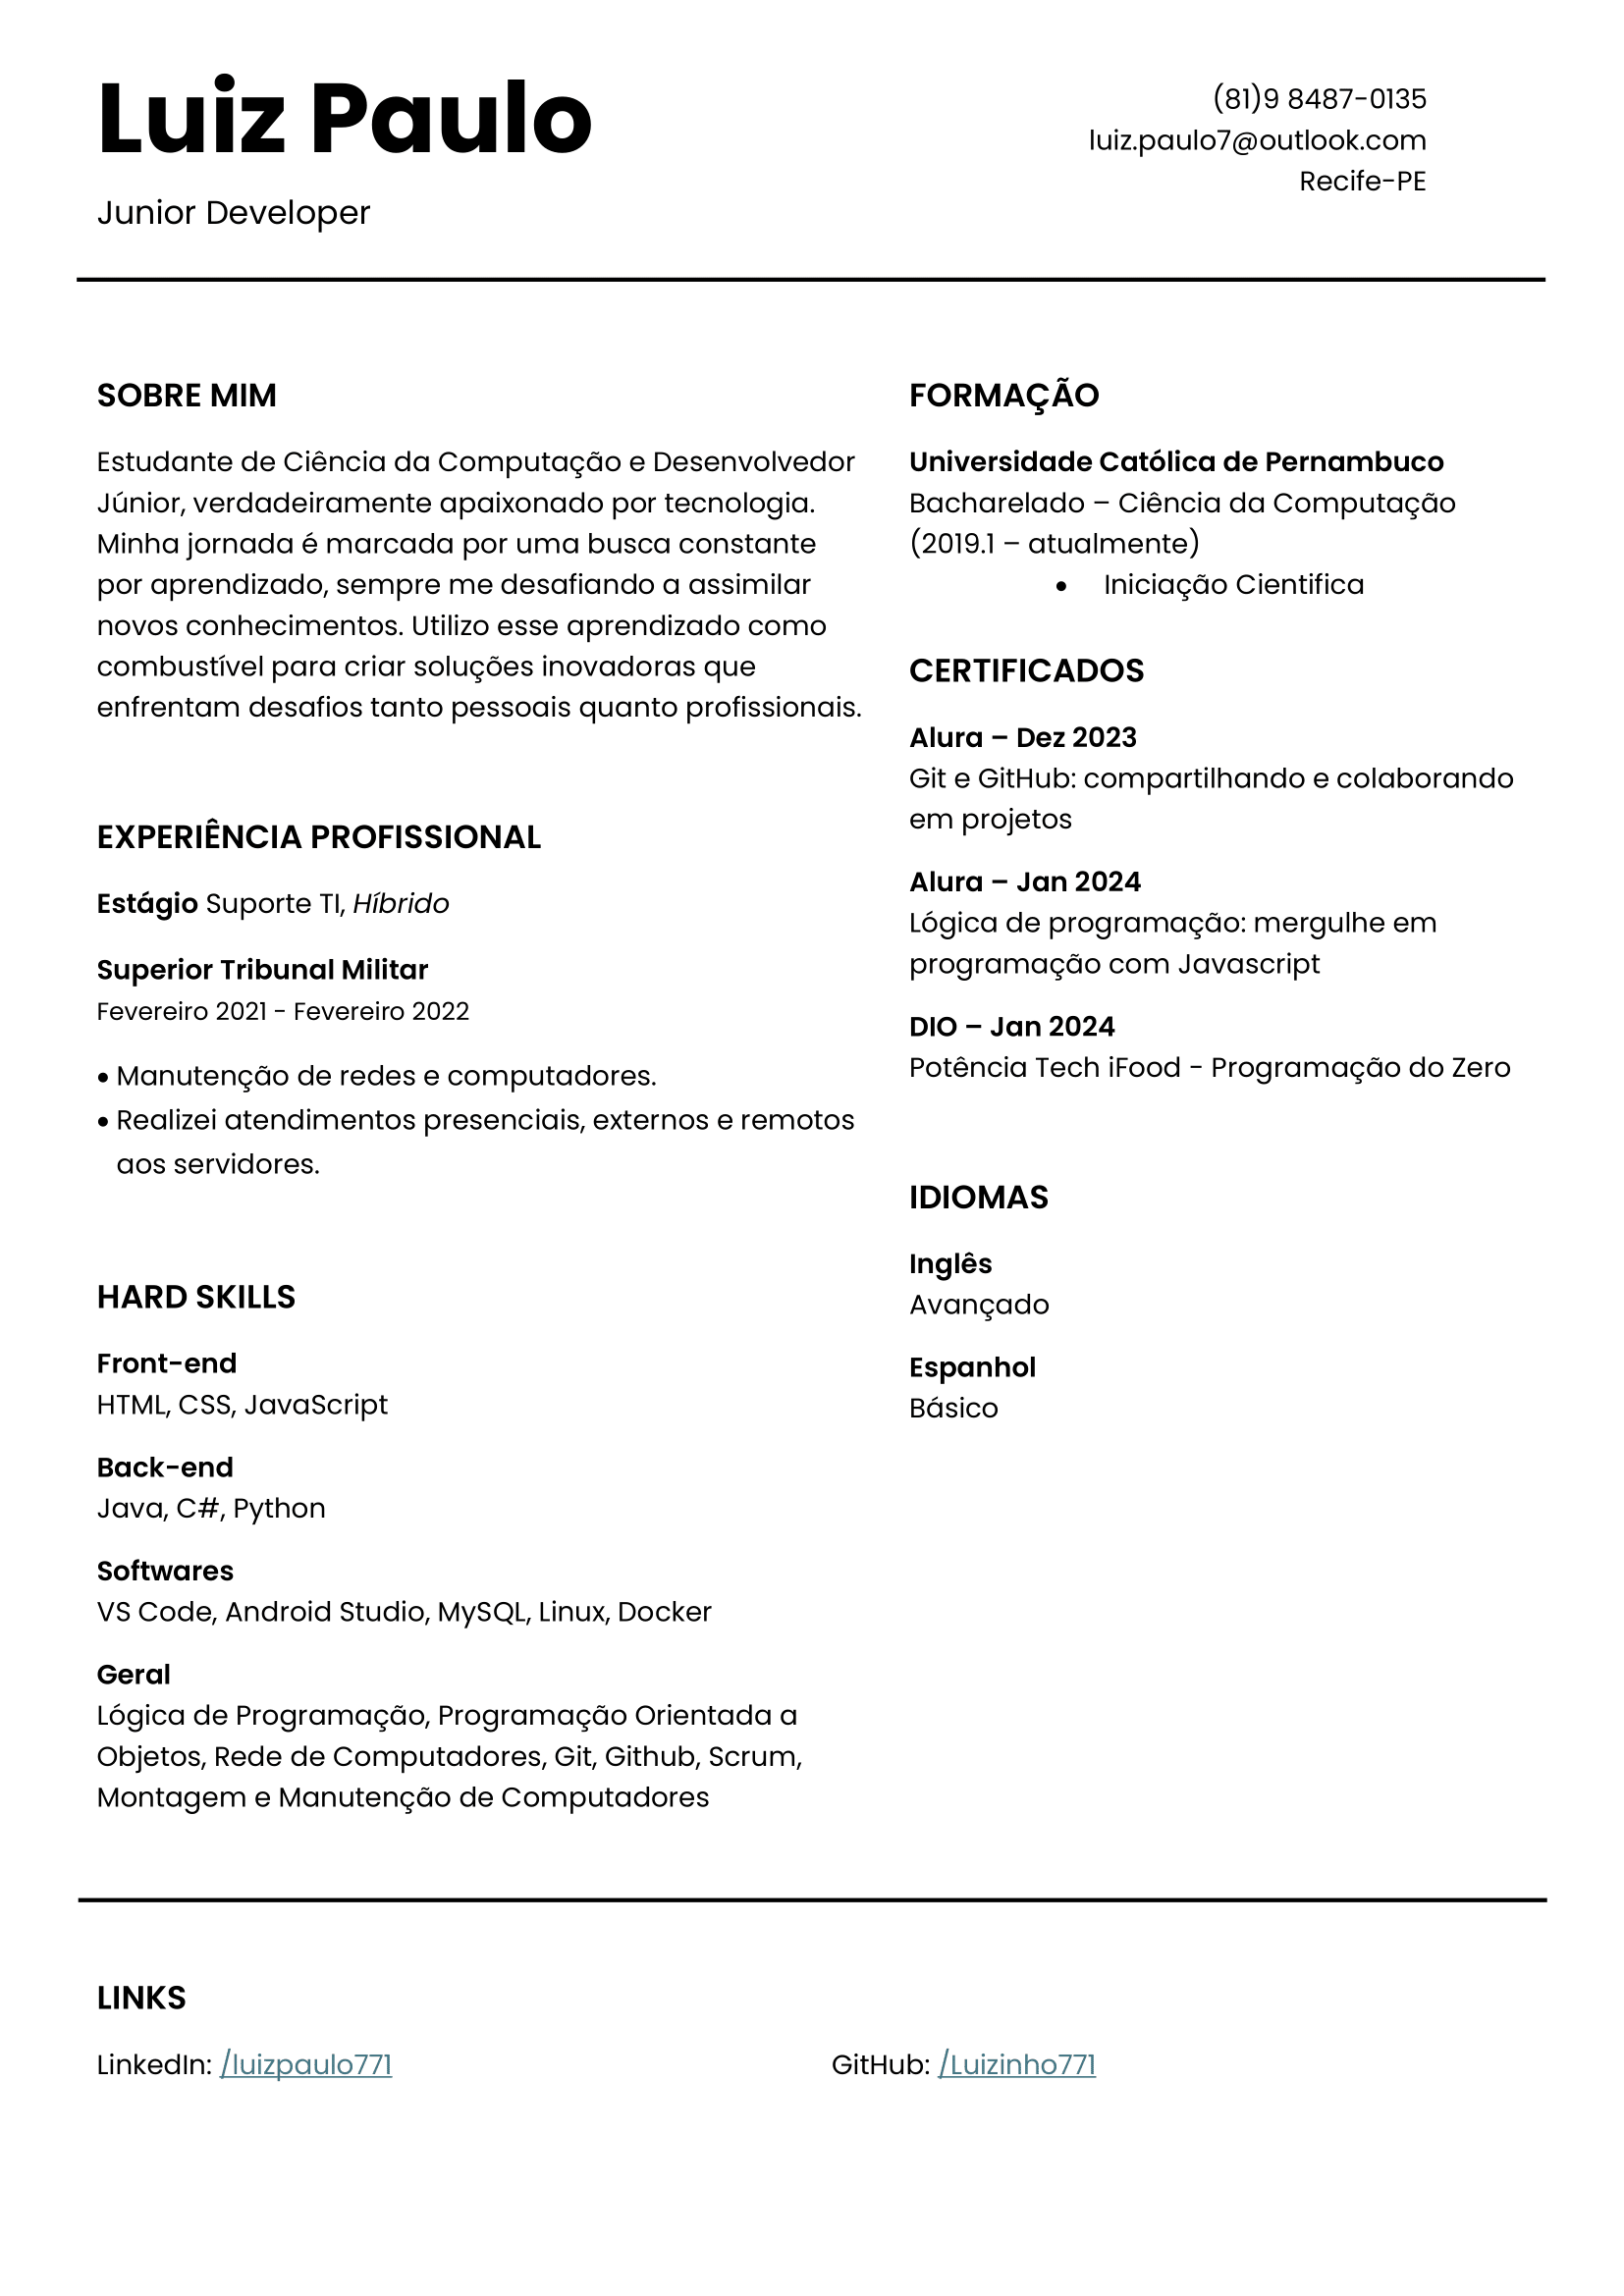 Luiz Paulo
Junior Developer
(81)9 8487-0135
luiz.paulo7@outlook.com
Recife-PE
SOBRE MIM
Estudante de Ciência da Computação e Desenvolvedor
Júnior, verdadeiramente apaixonado por tecnologia.
Minha jornada é marcada por uma busca constante
por aprendizado, sempre me desafiando a assimilar
novos conhecimentos. Utilizo esse aprendizado como
combustível para criar soluções inovadoras que
enfrentam desafios tanto pessoais quanto profissionais.
EXPERIÊNCIA PROFISSIONAL
Estágio Suporte TI, Híbrido
Superior Tribunal Militar
Fevereiro 2021 - Fevereiro 2022
• Manutenção de redes e computadores.
• Realizei atendimentos presenciais, externos e remotos
aos servidores.
HARD SKILLS
Front-end
HTML, CSS, JavaScript
Back-end
Java, C#, Python
Softwares
VS Code, Android Studio, MySQL, Linux, Docker
Geral
Lógica de Programação, Programação Orientada a
Objetos, Rede de Computadores, Git, Github, Scrum,
Montagem e Manutenção de Computadores
FORMAÇÃO
Universidade Católica de Pernambuco
Bacharelado – Ciência da Computação
(2019.1 – atualmente)
• Iniciação Cientifica
CERTIFICADOS
Alura – Dez 2023
Git e GitHub: compartilhando e colaborando
em projetos
Alura – Jan 2024
Lógica de programação: mergulhe em
programação com Javascript
DIO – Jan 2024
Potência Tech iFood - Programação do Zero
IDIOMAS
Inglês
Avançado
Espanhol
Básico
LINKS
LinkedIn: /luizpaulo771
GitHub: /Luizinho771